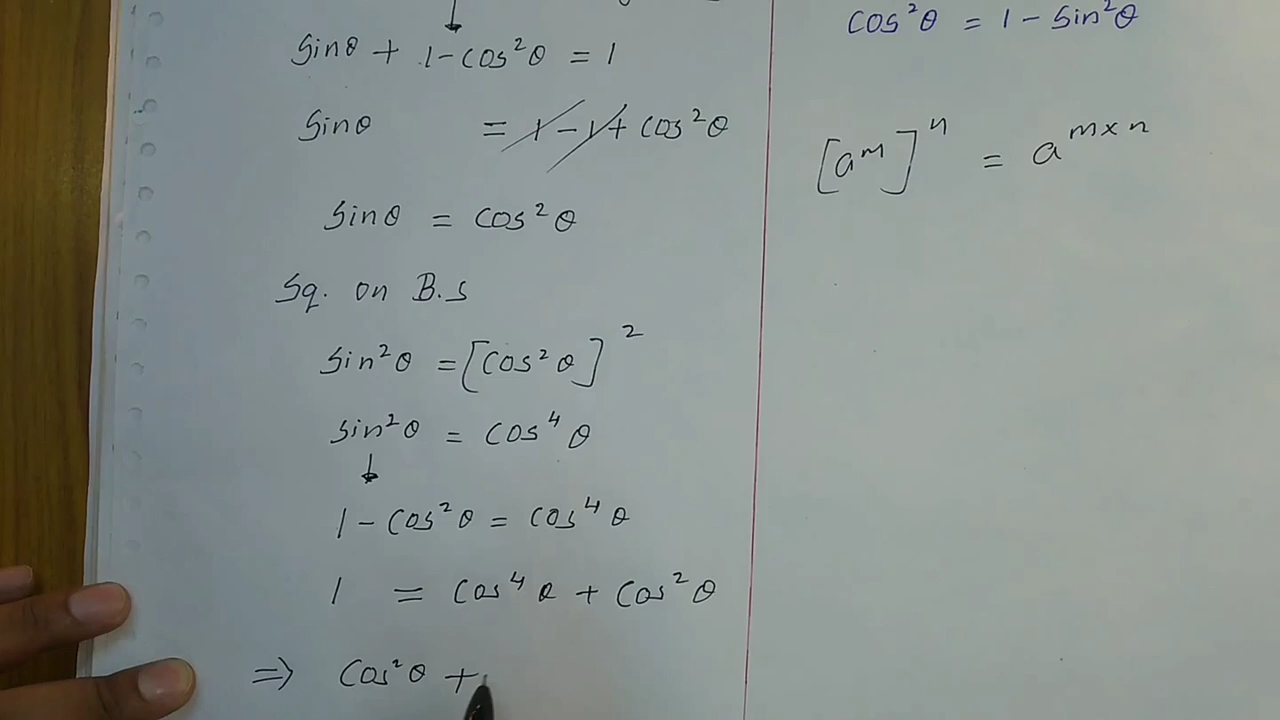 sinθ + 1 - cos²θ = 1
sinθ = 1 - 1 + cos²θ
sinθ = cos²θ
Sq. on B.S
sin²θ = [cos²θ]²
sin²θ = cos⁴θ
1 - cos²θ = cos⁴θ
1 = cos⁴θ + cos²θ
⇒ cos²θ +
cos²θ = 1 - sin²θ
[aᵐ]ⁿ = aᵐˣⁿ